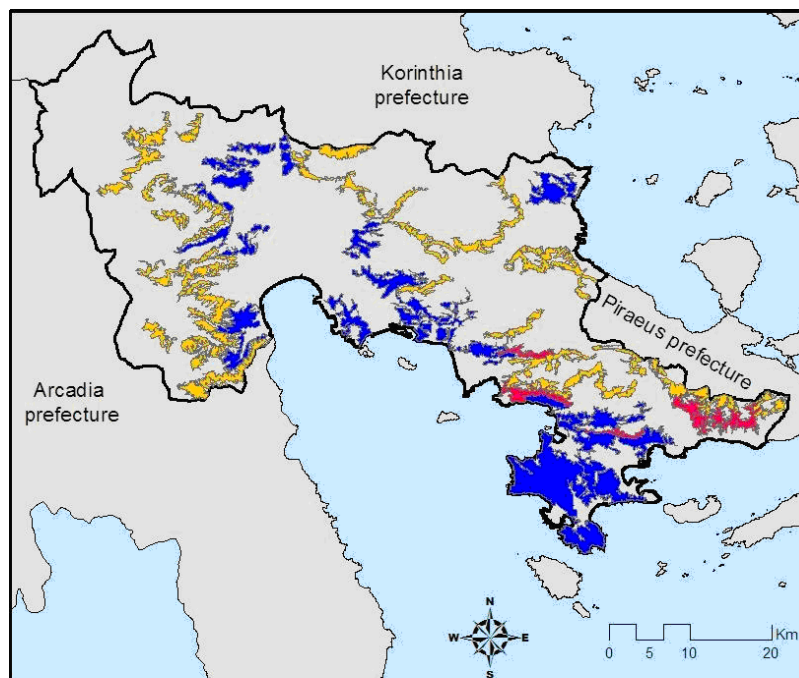 Korinthia
prefecture
Piraeus prefecture
Arcadia
prefecture
N
W E
S
Km
0 5 10 20